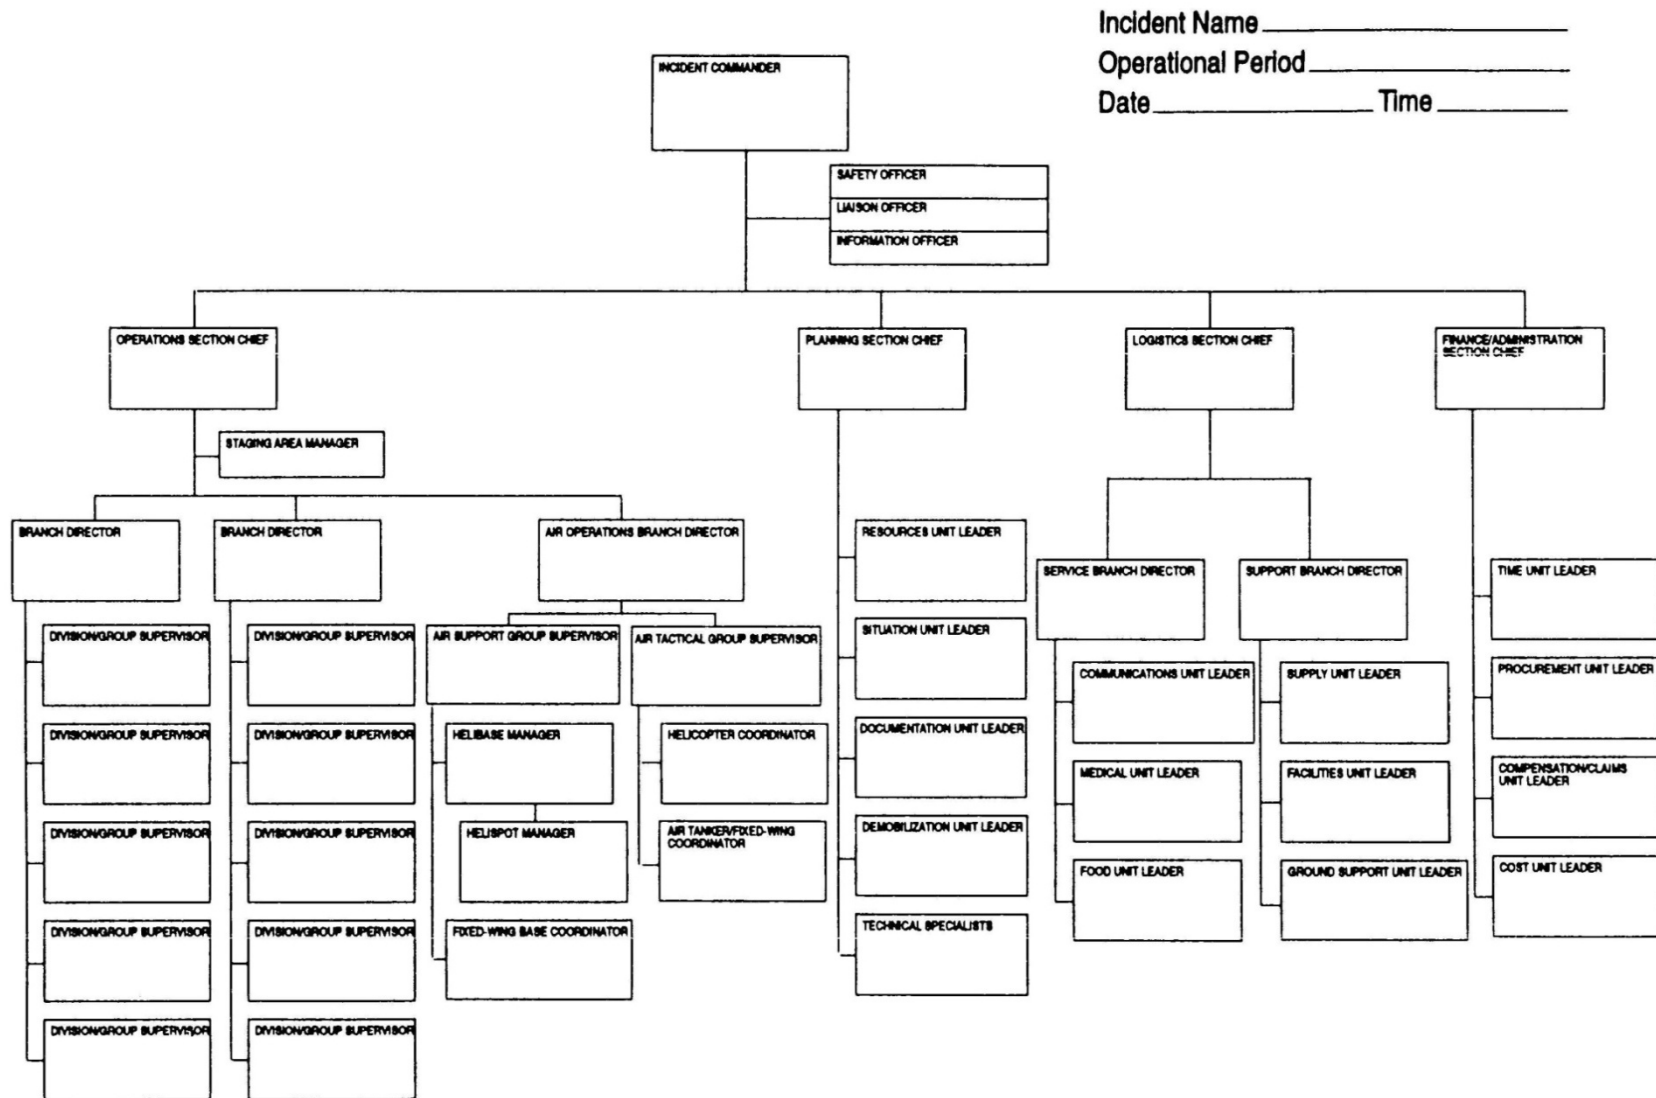 Incident Name
Operational Period
Date Time
INCIDENT COMMANDER
SAFETY OFFICER
LIAISON OFFICER
INFORMATION OFFICER
OPERATIONS SECTION CHIEF
PLANNING SECTION CHIEF
LOGISTICS SECTION CHIEF
FINANCE/ADMINISTRATION
SECTION CHIEF
STAGING AREA MANAGER
BRANCH DIRECTOR
BRANCH DIRECTOR
AIR OPERATIONS BRANCH DIRECTOR
DIVISION/GROUP SUPERVISOR
DIVISION/GROUP SUPERVISOR
DIVISION/GROUP SUPERVISOR
DIVISION/GROUP SUPERVISOR
DIVISION/GROUP SUPERVISOR
DIVISION/GROUP SUPERVISOR
DIVISION/GROUP SUPERVISOR
DIVISION/GROUP SUPERVISOR
DIVISION/GROUP SUPERVISOR
DIVISION/GROUP SUPERVISOR
AIR SUPPORT GROUP SUPERVISOR
HELIBASE MANAGER
HELISPOT MANAGER
FIXED-WING BASE COORDINATOR
AIR TACTICAL GROUP SUPERVISOR
HELICOPTER COORDINATOR
AIR TANKER/FIXED-WING
COORDINATOR
RESOURCES UNIT LEADER
SITUATION UNIT LEADER
DOCUMENTATION UNIT LEADER
DEMOBILIZATION UNIT LEADER
TECHNICAL SPECIALISTS
SERVICE BRANCH DIRECTOR
COMMUNICATIONS UNIT LEADER
MEDICAL UNIT LEADER
FOOD UNIT LEADER
SUPPORT BRANCH DIRECTOR
SUPPLY UNIT LEADER
FACILITIES UNIT LEADER
GROUND SUPPORT UNIT LEADER
TIME UNIT LEADER
PROCUREMENT UNIT LEADER
COMPENSATION/CLAIMS
UNIT LEADER
COST UNIT LEADER